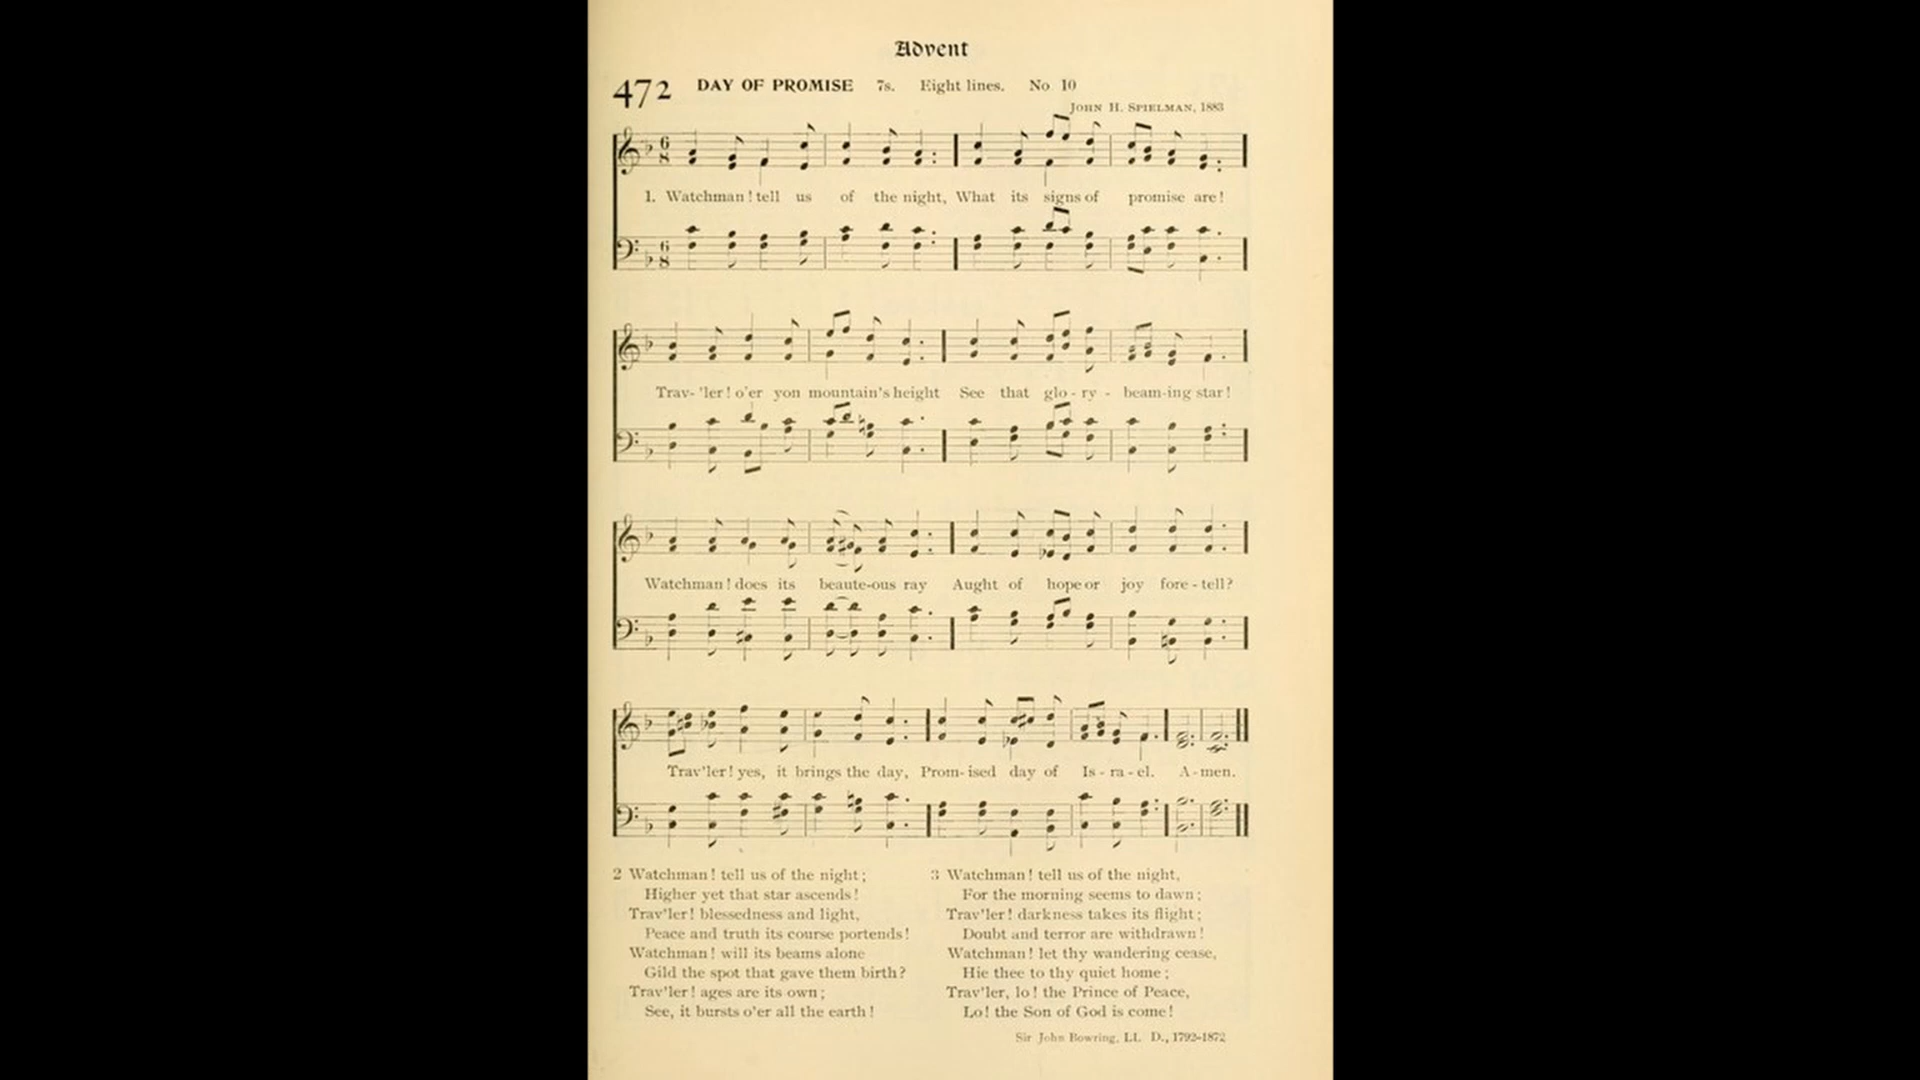 Advent
472 DAY OF PROMISE 7s. Eight lines. No 10
JOHN H. SPIELMAN, 1883
1. Watchman! tell us of the night, What its signs of promise are!
Trav-'ler! o'er yon mountain's height See that glo-ry-beam-ing star!
Watchman! does its beaute-ous ray Aught of hope or joy fore-tell?
Trav'ler! yes, it brings the day, Prom-ised day of Is-ra-el. A-men.
2 Watchman! tell us of the night;
Higher yet that star ascends!
Trav'ler! blessedness and light,
Peace and truth its course portends!
Watchman! will its beams alone
Gild the spot that gave them birth?
Trav'ler! ages are its own;
See, it bursts o'er all the earth!
3 Watchman! tell us of the night,
For the morning seems to dawn;
Trav'ler! darkness takes its flight;
Doubt and terror are withdrawn!
Watchman! let thy wandering cease,
Hie thee to thy quiet home;
Trav'ler, lo! the Prince of Peace,
Lo! the Son of God is come!
Sir John Bowring, LL. D., 1792-1872